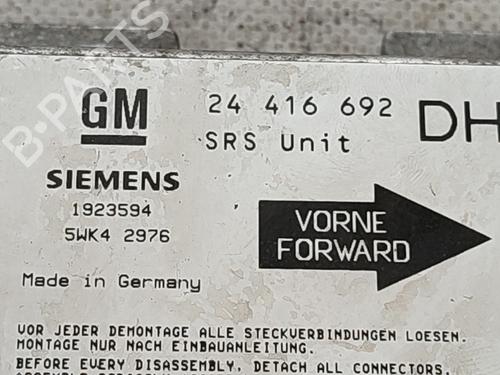 GM
24 416 692
DH
SRS Unit
SIEMENS
1923594
5WK4 2976
VORNE
FORWARD
Made in Germany
VOR JEDER DEMONTAGE ALLE STECKVERBINDUNGEN LOESEN.
MONTAGE NUR NACH EINBAUANLEITUNG.
BEFORE EVERY DISASSEMBLY, DETACH ALL CONNECTORS.
B-PARTS